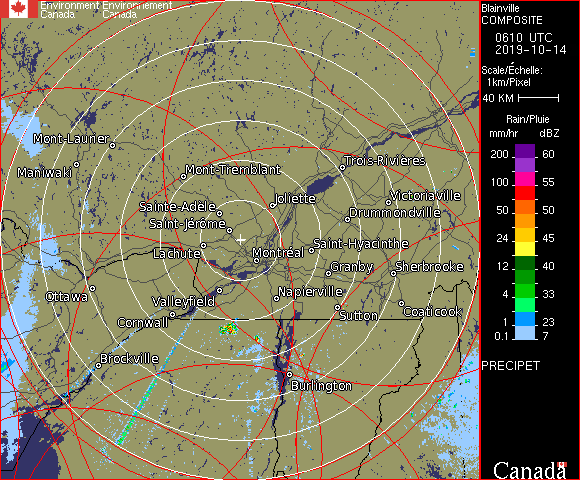 Environment Environnement
Canada Canada
Blainville
COMPOSITE
0610 UTC
2019-10-14
Scale/Échelle:
1km/Pixel
40 KM
Rain/Pluie
mm/hr dBZ
200 60
100 55
50 50
24 45
12 40
4 33
1 23
0.1 7
PRECIPET
Canada
Mont-Laurier
Maniwaki
Mont-Tremblant
Trois-Rivières
Joliette
Victoriaville
Sainte-Adèle
Drummondville
Saint-Jérôme
Lachute
Montréal
Saint-Hyacinthe
Granby
Sherbrooke
Ottawa
Valleyfield
Napierville
Cornwall
Sutton
Coaticook
Brockville
Burlington